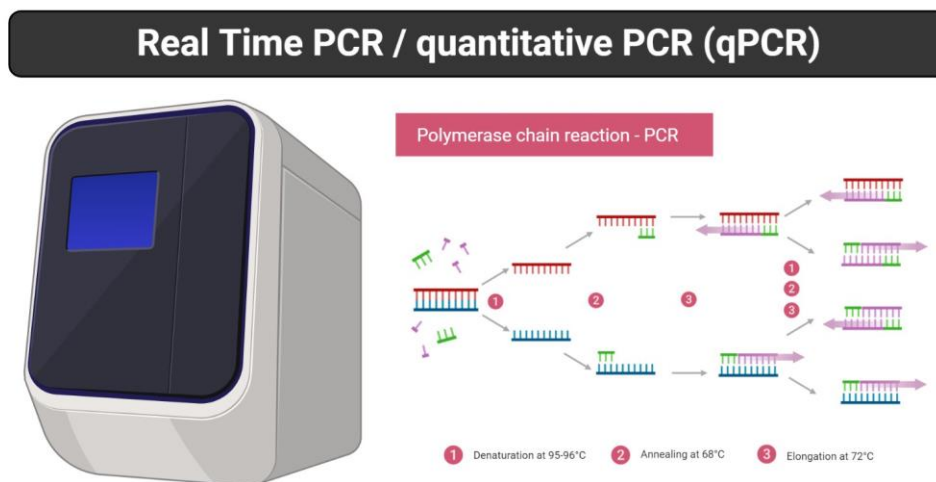 Real Time PCR / quantitative PCR (qPCR)
Polymerase chain reaction - PCR
1
2
3
1
2
3
1 Denaturation at 95-96°C 2 Annealing at 68°C 3 Elongation at 72°C